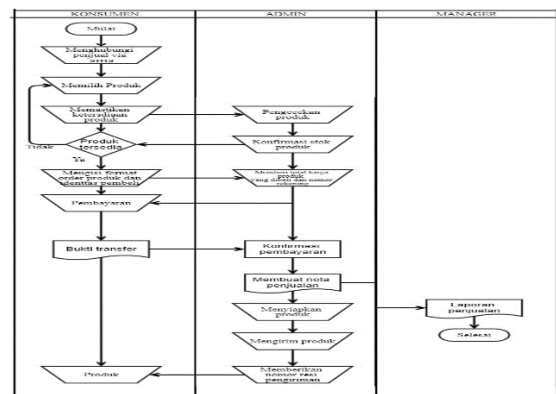 KONSUMEN
ADMIN
MANAGER
Mulai
Menghubungi
penjual via
Memilih Produk
Memastikan
ketersediaan
produk
Pengecekan
produk
Produk
tersedia
Tidak
Ya
Konfirmasi stok
produk
Mengisi format
order produk dan
identitas pembeli
Memberi total harga
produk
yang dibeli dan nomor
rekening
Pembayaran
Bukti transfer
Konfirmasi
pembayaran
Membuat nota
penjualan
Menyiapkan
produk
Laporan
penjualan
Mengirim produk
Selesai
Produk
Memberikan
nomor resi
pengiriman